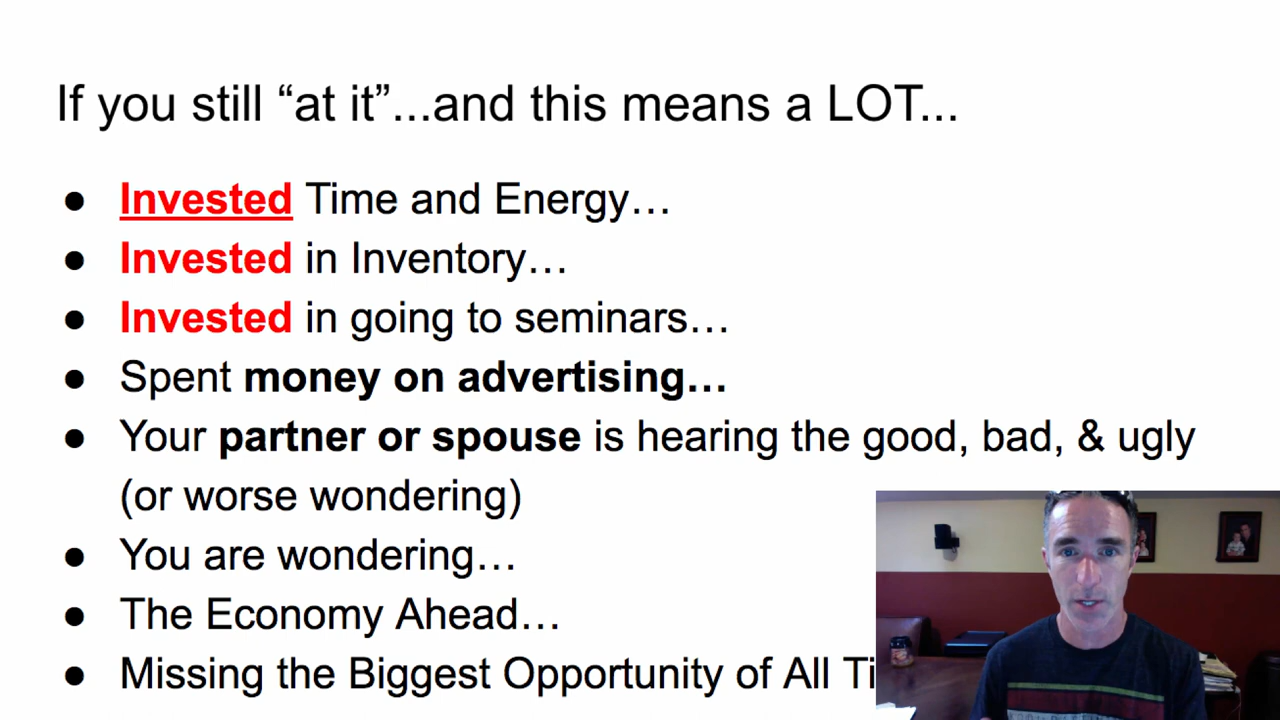 If you still “at it”...and this means a LOT...
● Invested Time and Energy…
● Invested in Inventory…
● Invested in going to seminars…
● Spent money on advertising…
● Your partner or spouse is hearing the good, bad, & ugly
(or worse wondering)
● You are wondering…
● The Economy Ahead…
● Missing the Biggest Opportunity of All